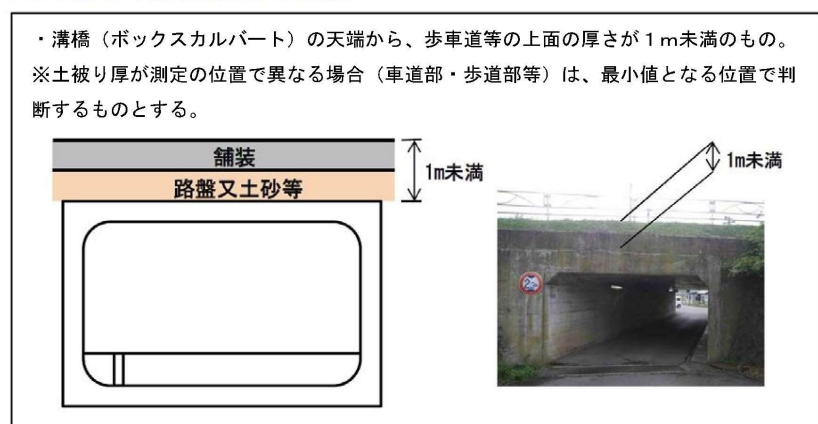 ・溝橋（ボックスカルバート）の天端から、歩車道等の上面の厚さが１ｍ未満のもの。
※土被り厚が測定の位置で異なる場合（車道部・歩道部等）は、最小値となる位置で判
断するものとする。
舗装
路盤又土砂等
1m未満
1m未満